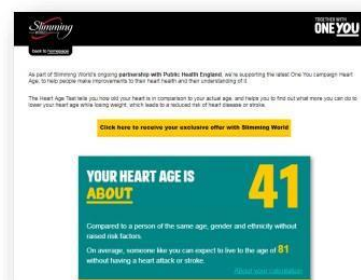 Slimming
WORLD
TOGETHER WITH
ONE YOU
back to homepage
As part of Slimming World's ongoing partnership with Public Health England, we're supporting the latest One You campaign Heart
Age, to help people make improvements to their heart health and their understanding of it.
The Heart Age Test tells you how old your heart is in comparison to your actual age, and helps you to find out what more you can do to
lower your heart age while losing weight, which leads to a reduced risk of heart disease or stroke.
Click here to receive your exclusive offer with Slimming World
YOUR HEART AGE IS
ABOUT
41
Compared to a person of the same age, gender and ethnicity without
raised risk factors.
On average, someone like you can expect to live to the age of 81
without having a heart attack or stroke.
About your calculation